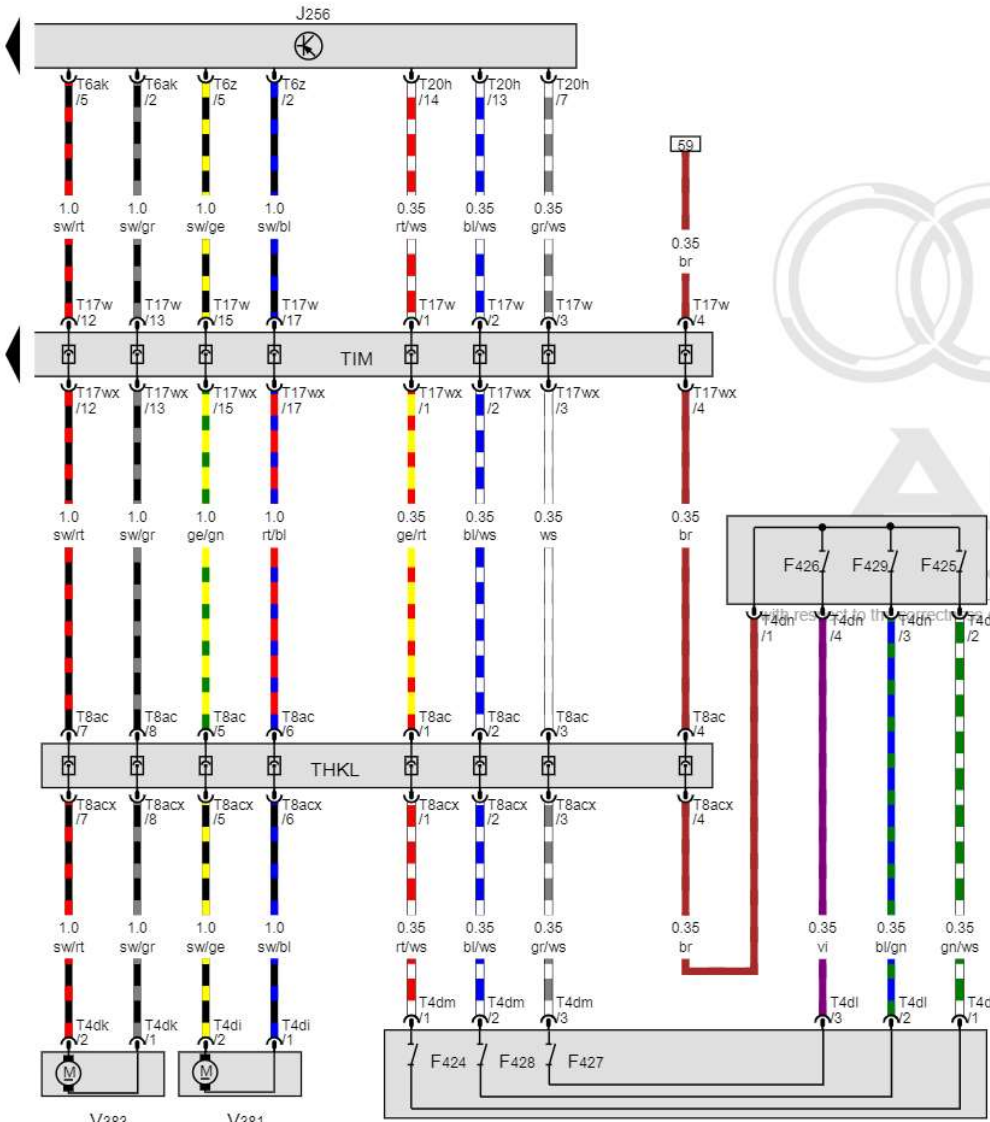 J256
T6ak T6ak T6z T6z T20h T20h T20h
/5 /2 /5 /2 /14 /13 /7
59
1.0 1.0 1.0 1.0 0.35 0.35 0.35
sw/rt sw/gr sw/ge sw/bl rt/ws bl/ws gr/ws
0.35
br
T17w T17w T17w T17w T17w T17w T17w T17w
/12 /13 /15 /17 /1 /2 /3 /4
TIM
T17wx T17wx T17wx T17wx T17wx T17wx T17wx T17wx
/12 /13 /15 /17 /1 /2 /3 /4
1.0 1.0 1.0 1.0 0.35 0.35 0.35 0.35
sw/rt sw/gr ge/gn rt/bl ge/rt bl/ws ws br
F426 F429 F425
with respect to the correctness
T4dn T4dn T4dn T4d
/1 /4 /3 /2
T8ac T8ac T8ac T8ac T8ac T8ac T8ac T8ac
/7 /8 /5 /6 /1 /2 /3 /4
THKL
T8acx T8acx T8acx T8acx T8acx T8acx T8acx T8acx
/7 /8 /5 /6 /1 /2 /3 /4
1.0 1.0 1.0 1.0 0.35 0.35 0.35 0.35 0.35 0.35 0.35
sw/rt sw/gr sw/ge sw/bl rt/ws bl/ws gr/ws br vi bl/gn gn/ws
T4dk T4dk T4di T4di T4dm T4dm T4dm T4dl T4dl T4d
/2 /1 /2 /1 /1 /2 /3 /3 /2 /1
M M F424 F428 F427
V383 V381